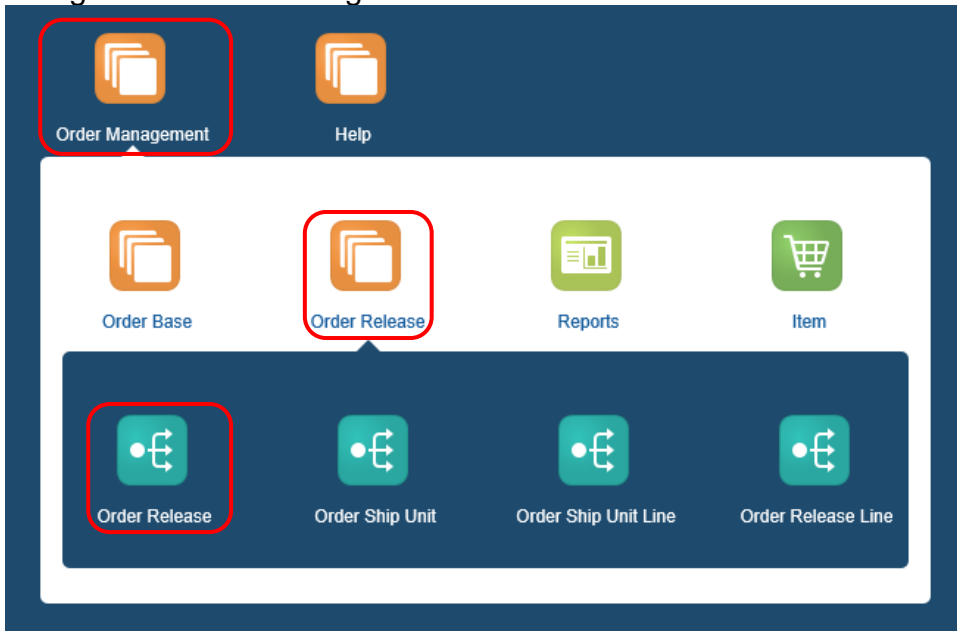 Order Management
Help
Order Base
Order Release
Reports
Item
Order Release
Order Ship Unit
Order Ship Unit Line
Order Release Line